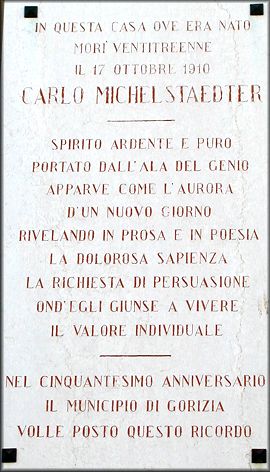 IN QUESTA CASA OVE ERA NATO
MORÌ VENTITREENNE
IL 17 OTTOBRE 1910
CARLO MICHELSTAEDTER
SPIRITO ARDENTE E PURO
PORTATO DALL'ALA DEL GENIO
APPARVE COME L'AURORA
D'UN NUOVO GIORNO
RIVELANDO IN PROSA E IN POESIA
LA DOLOROSA SAPIENZA
LA RICHIESTA DI PERSUASIONE
OND'EGLI GIUNSE A VIVERE
IL VALORE INDIVIDUALE
NEL CINQUANTESIMO ANNIVERSARIO
IL MUNICIPIO DI GORIZIA
VOLLE POSTO QUESTO RICORDO